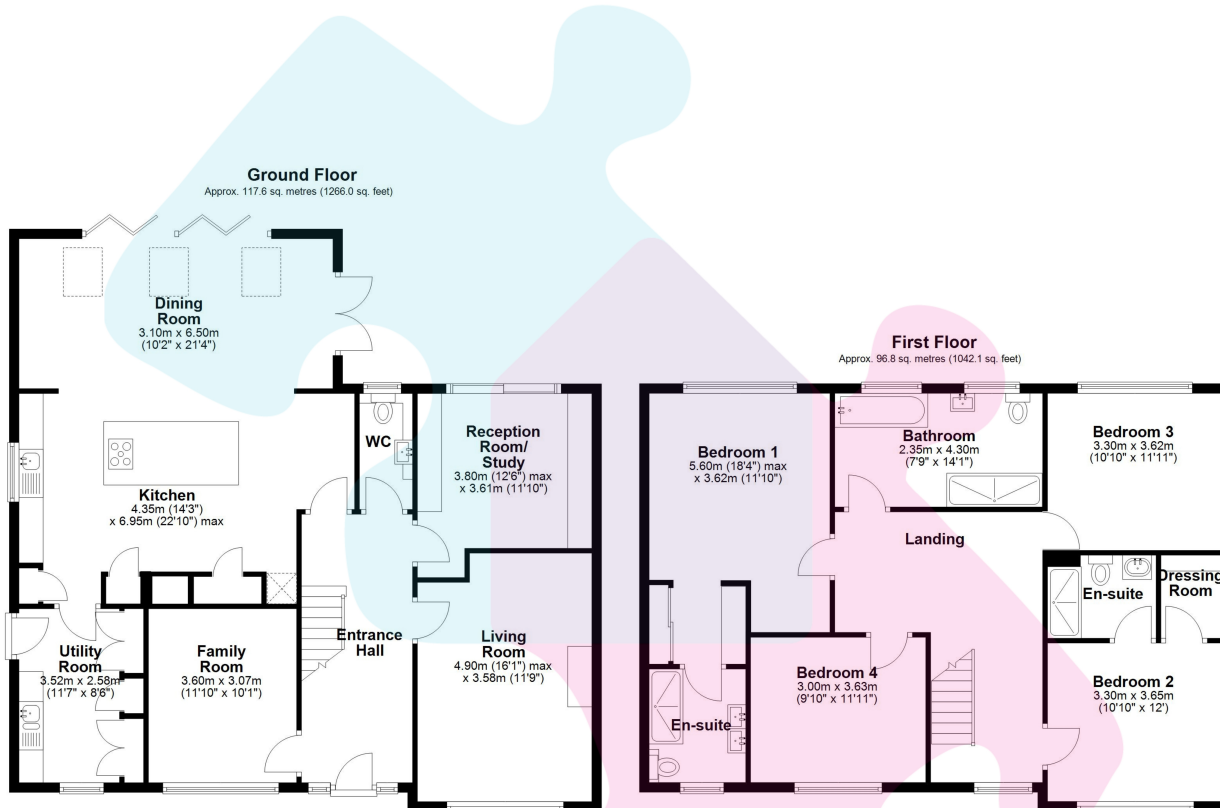 Ground Floor
Approx. 117.6 sq. metres (1266.0 sq. feet)
Dining
Room
3.10m x 6.50m
(10'2" x 21'4")
Kitchen
4.35m (14'3")
x 6.95m (22'10") max
WC
Reception
Room/
Study
3.80m (12'6") max
x 3.61m (11'10")
Utility
Room
3.52m x 2.58m
(11'7" x 8'6")
Family
Room
3.60m x 3.07m
(11'10" x 10'1")
Entrance
Hall
Living
Room
4.90m (16'1") max
x 3.58m (11'9")
First Floor
Approx. 96.8 sq. metres (1042.1 sq. feet)
Bedroom 1
5.60m (18'4") max
x 3.62m (11'10")
Bathroom
2.35m x 4.30m
(7'9" x 14'1")
Bedroom 3
3.30m x 3.62m
(10'10" x 11'11")
Landing
En-suite
Dressing
Room
En-suite
Bedroom 4
3.00m x 3.63m
(9'10" x 11'11")
Bedroom 2
3.30m x 3.65m
(10'10" x 12')